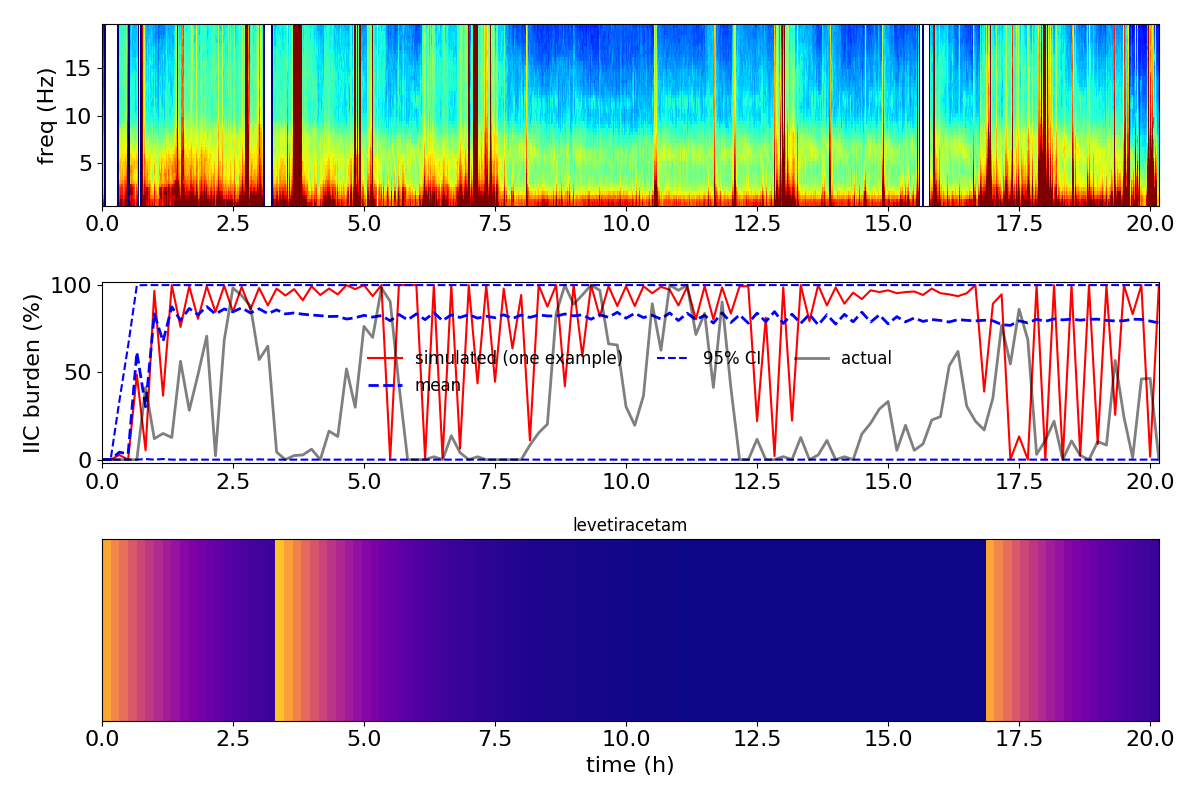 freq (Hz)
15
10
5
0.0 2.5 5.0 7.5 10.0 12.5 15.0 17.5 20.0
IIC burden (%)
100
50
0
simulated (one example) 95% CI actual
mean
0.0 2.5 5.0 7.5 10.0 12.5 15.0 17.5 20.0
levetiracetam
0.0 2.5 5.0 7.5 10.0 12.5 15.0 17.5 20.0
time (h)